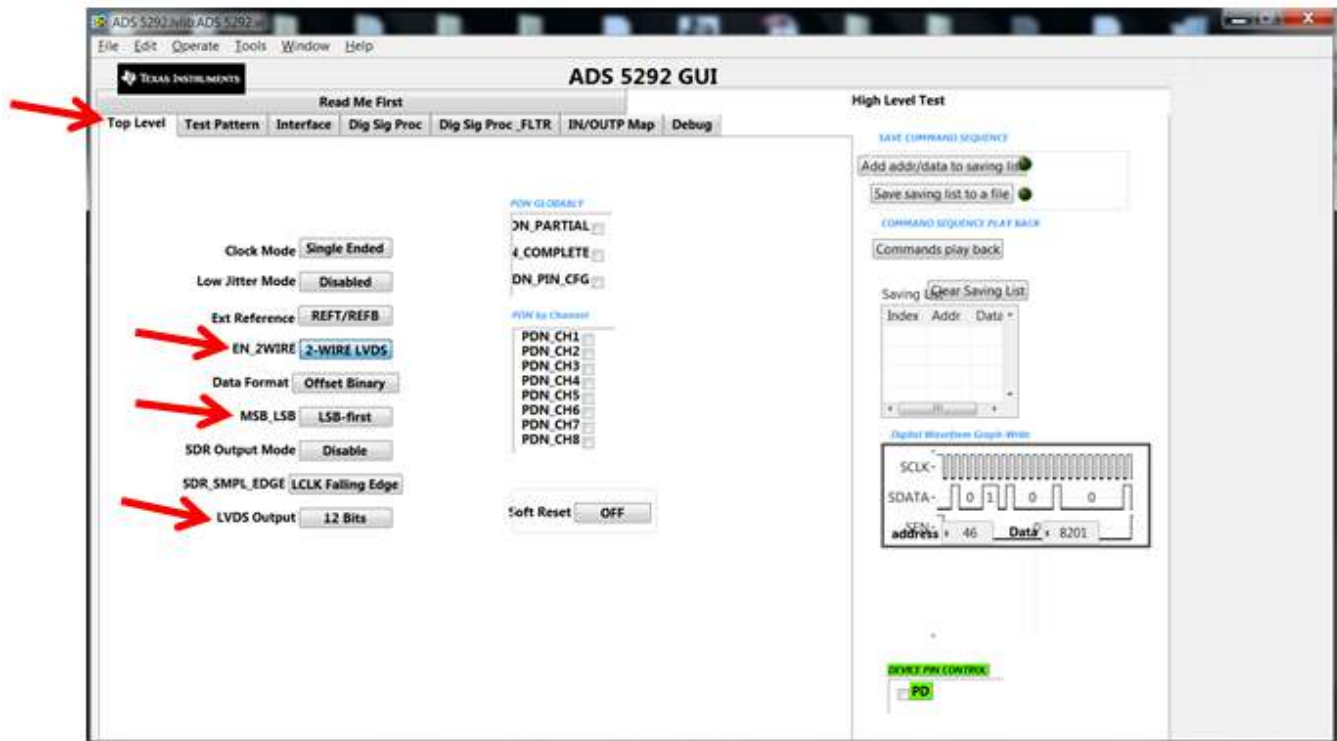 ADS 5292.lvlib:ADS 5292.vi
File Edit Operate Tools Window Help
TEXAS INSTRUMENTS
ADS 5292 GUI
Read Me First
High Level Test
Top Level Test Pattern Interface Dig Sig Proc Dig Sig Proc _FLTR IN/OUTP Map Debug
SAVE COMMAND SEQUENCE
Add addr/data to saving lis
Save saving list to a file
COMMAND SEQUENCE PLAY BACK
Commands play back
Saving Clear Saving List
Index Addr Data
Digital Waveform Graph Write
SCLK-
SDATA- 0 1 0 0
SEN-
address 46 Data 8201
DEVICE PIN CONTROL
PD
Clock Mode Single Ended
Low Jitter Mode Disabled
Ext Reference REFT/REFB
EN_2WIRE 2-WIRE LVDS
Data Format Offset Binary
MSB_LSB LSB-first
SDR Output Mode Disable
SDR_SMPL_EDGE LCLK Falling Edge
LVDS Output 12 Bits
PDN GLOBALLY
DN_PARTIAL
_COMPLETE
DN_PIN_CFG
PDN by Channel
PDN_CH1
PDN_CH2
PDN_CH3
PDN_CH4
PDN_CH5
PDN_CH6
PDN_CH7
PDN_CH8
Soft Reset OFF